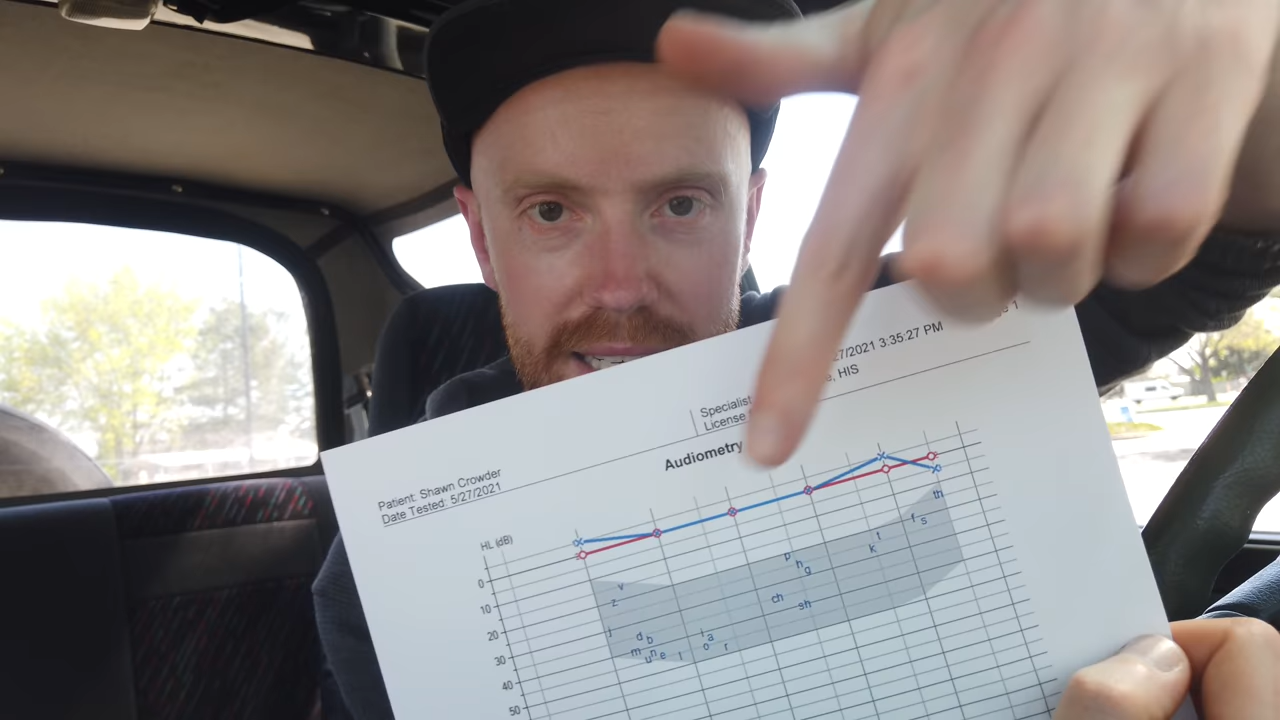 1
27/2021 3:35:27 PM
HIS
Specialist
License
Audiometry
Patient: Shawn Crowder
Date Tested: 5/27/2021
HL (dB)
0
10
20
30
40
50
z v
j
d b
m n e l
u
i a
o r
p
h g
ch sh
k t
f s
th